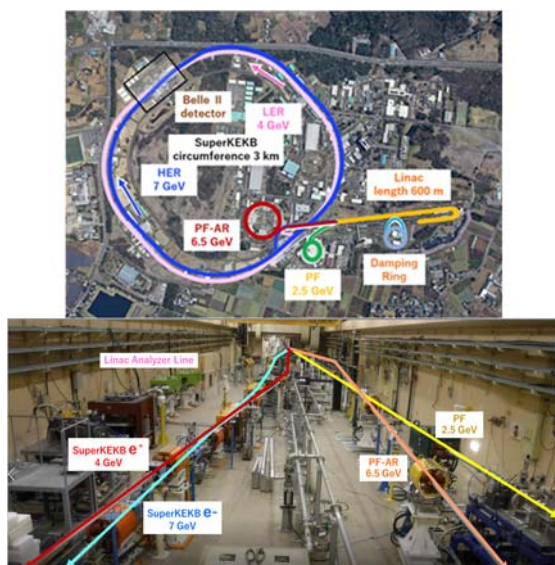 Belle II
detector
LER
4 GeV
SuperKEKB
circumference 3 km
HER
7 GeV
Linac
length 600 m
PF-AR
6.5 GeV
PF
2.5 GeV
Damping
Ring
Linac Analyzer Line
PF
2.5 GeV
SuperKEKB e⁺
4 GeV
PF-AR
6.5 GeV
SuperKEKB e-
7 GeV